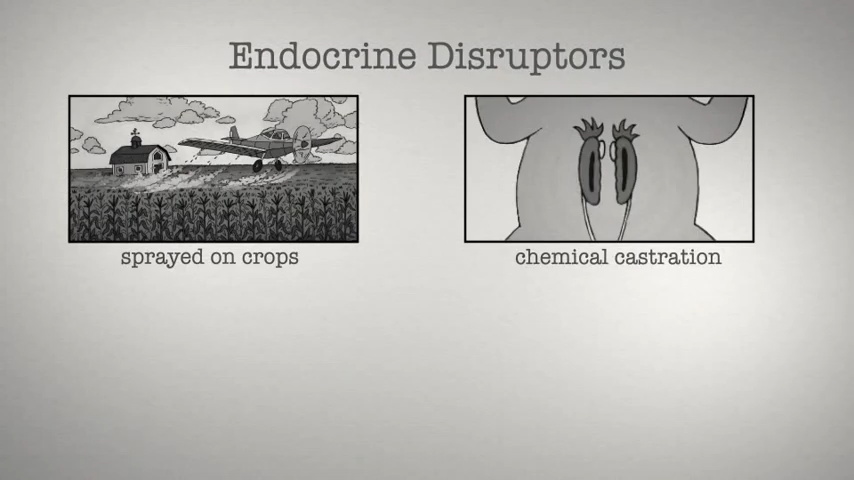 Endocrine Disruptors
sprayed on crops
chemical castration